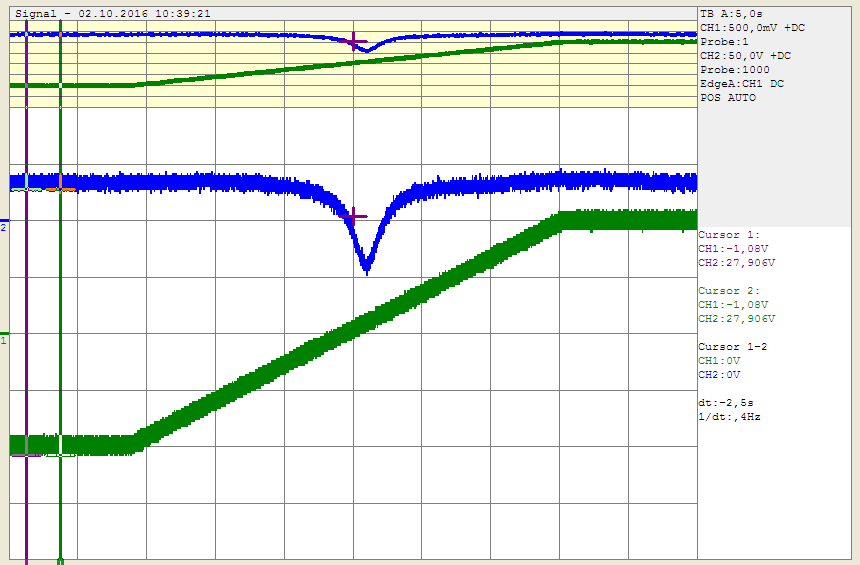 Signal - 02.10.2016 10:39:21
TB A:5,0s
CH1:500,0mV +DC
Probe:1
CH2:50,0V +DC
Probe:1000
EdgeA:CH1 DC
POS AUTO
2
1
Cursor 1:
CH1:-1,08V
CH2:27,906V
Cursor 2:
CH1:-1,08V
CH2:27,906V
Cursor 1-2
CH1:0V
CH2:0V
dt:-2,5s
1/dt:,4Hz